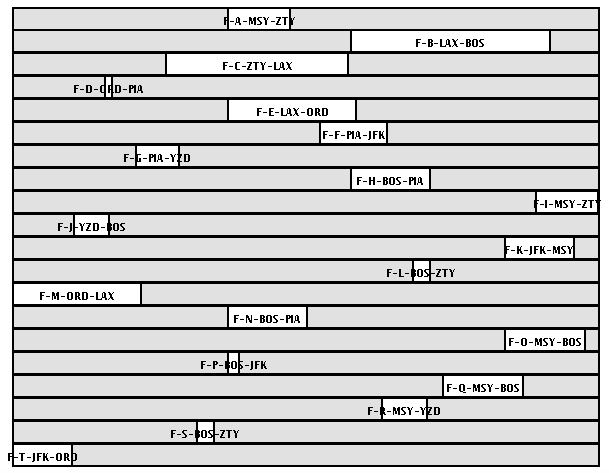 F-A-MSY-ZTY
F-B-LAX-BOS
F-C-ZTY-LAX
F-D-ORD-PIA
F-E-LAX-ORD
F-F-PIA-JFK
F-G-PIA-YZD
F-H-BOS-PIA
F-I-MSY-ZTY
F-J-YZD-BOS
F-K-JFK-MSY
F-L-BOS-ZTY
F-M-ORD-LAX
F-N-BOS-PIA
F-O-MSY-BOS
F-P-BOS-JFK
F-Q-MSY-BOS
F-R-MSY-YZD
F-S-BOS-ZTY
F-T-JFK-ORD